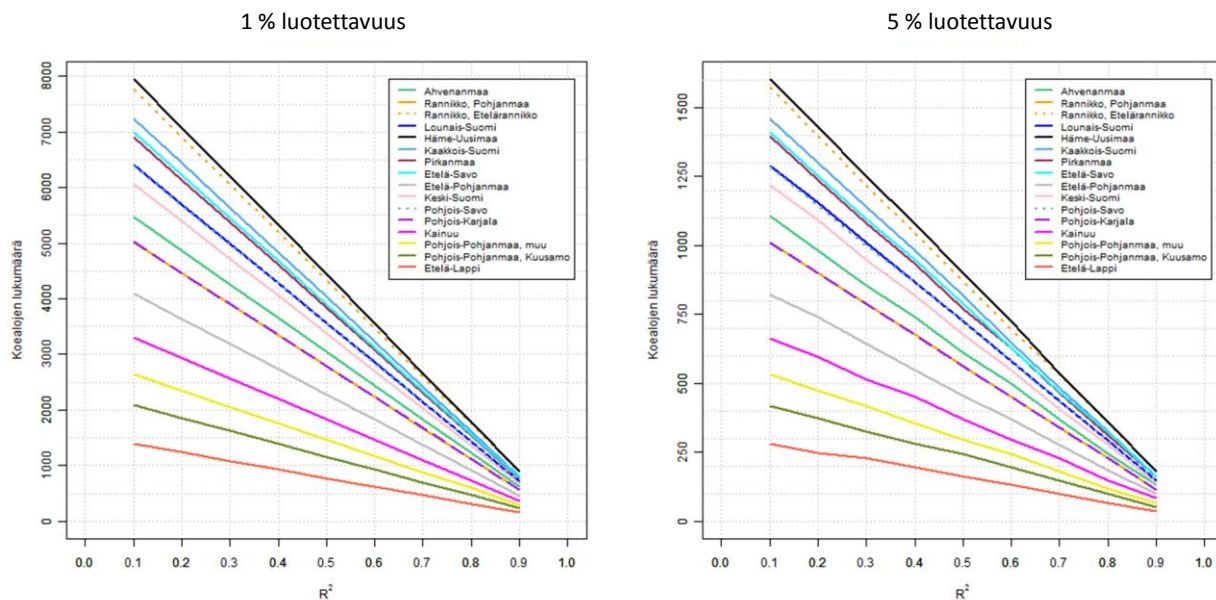 1 % luotettavuus
8000
7000
6000
5000
4000
3000
2000
1000
0
Koealojen lukumäärä
Ahvenanmaa
Rannikko, Pohjanmaa
Rannikko, Etelärannikko
Lounais-Suomi
Häme-Uusimaa
Kaakkois-Suomi
Pirkanmaa
Etelä-Savo
Etelä-Pohjanmaa
Keski-Suomi
Pohjois-Savo
Pohjois-Karjala
Kainuu
Pohjois-Pohjanmaa, muu
Pohjois-Pohjanmaa, Kuusamo
Etelä-Lappi
0.0 0.1 0.2 0.3 0.4 0.5 0.6 0.7 0.8 0.9 1.0
R²
5 % luotettavuus
1500
1250
1000
750
500
250
0
Koealojen lukumäärä
Ahvenanmaa
Rannikko, Pohjanmaa
Rannikko, Etelärannikko
Lounais-Suomi
Häme-Uusimaa
Kaakkois-Suomi
Pirkanmaa
Etelä-Savo
Etelä-Pohjanmaa
Keski-Suomi
Pohjois-Savo
Pohjois-Karjala
Kainuu
Pohjois-Pohjanmaa, muu
Pohjois-Pohjanmaa, Kuusamo
Etelä-Lappi
0.0 0.1 0.2 0.3 0.4 0.5 0.6 0.7 0.8 0.9 1.0
R²